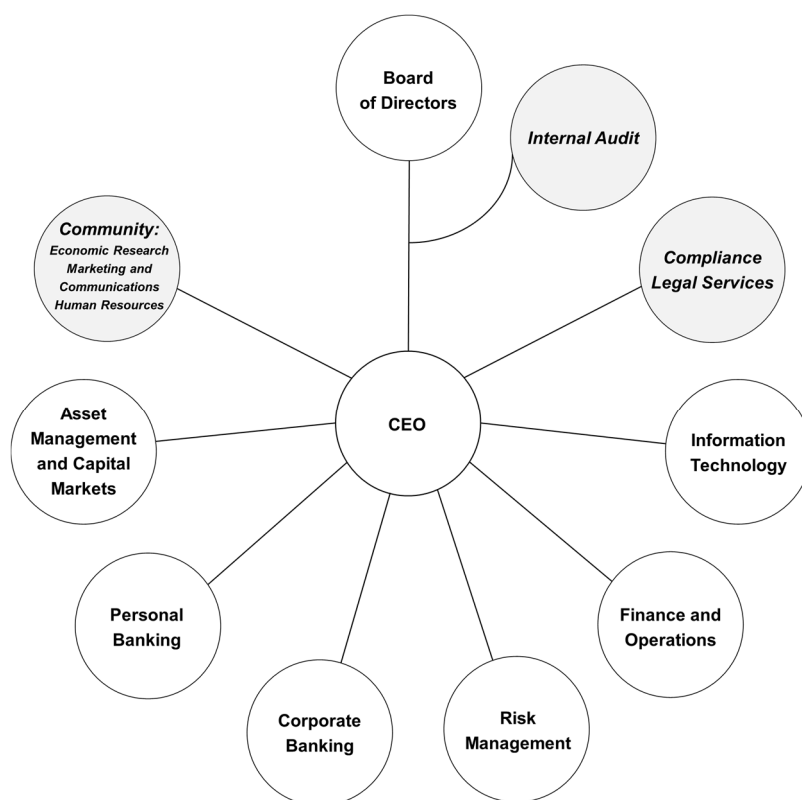 Board
of Directors
Internal Audit
Community:
Economic Research
Marketing and
Communications
Human Resources
Compliance
Legal Services
CEO
Asset
Management
and Capital
Markets
Information
Technology
Personal
Banking
Finance and
Operations
Corporate
Banking
Risk
Management